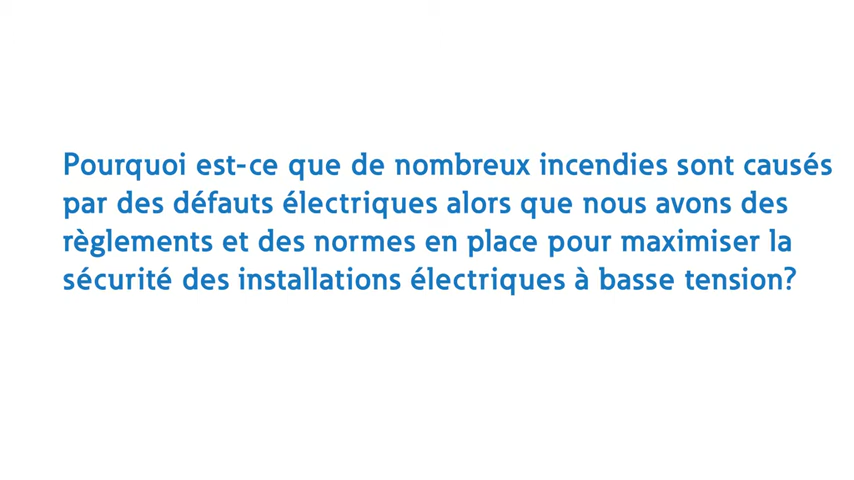 Pourquoi est-ce que de nombreux incendies sont causés
par des défauts électriques alors que nous avons des
règlements et des normes en place pour maximiser la
sécurité des installations électriques à basse tension?